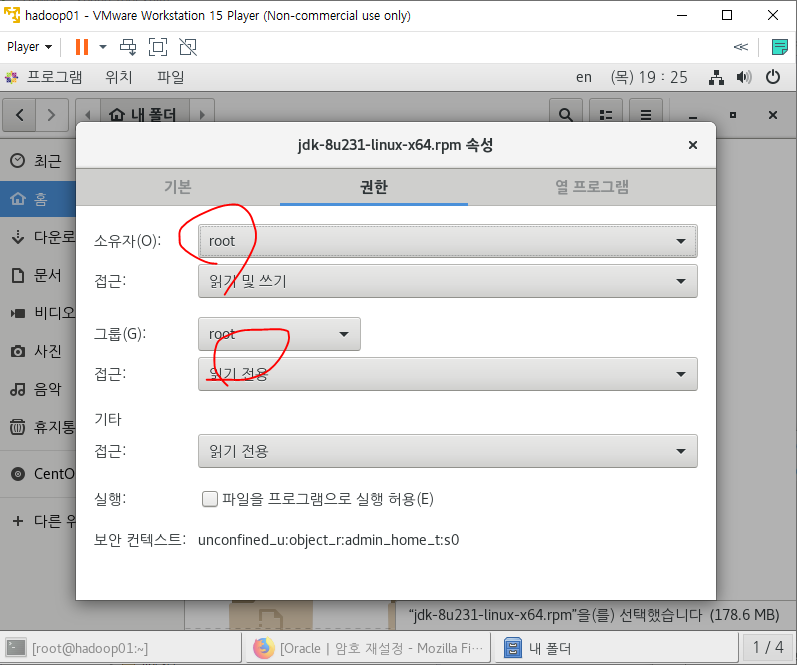 hadoop01 - VMware Workstation 15 Player (Non-commercial use only)
Player
프로그램 위치 파일 en (목) 19 : 25
내 폴더
jdk-8u231-linux-x64.rpm 속성
기본 권한 열 프로그램
최근
홈
다운로
문서
비디오
사진
음악
휴지통
CentO
다른 위
소유자(O): root
접근: 읽기 및 쓰기
그룹(G): root
접근: 읽기 전용
기타
접근: 읽기 전용
실행: 파일을 프로그램으로 실행 허용(E)
보안 컨텍스트: unconfined_u:object_r:admin_home_t:s0
“jdk-8u231-linux-x64.rpm”을(를) 선택했습니다 (178.6 MB)
[root@hadoop01:~] [Oracle | 암호 재설정 - Mozilla Fi… 내 폴더 1 / 4